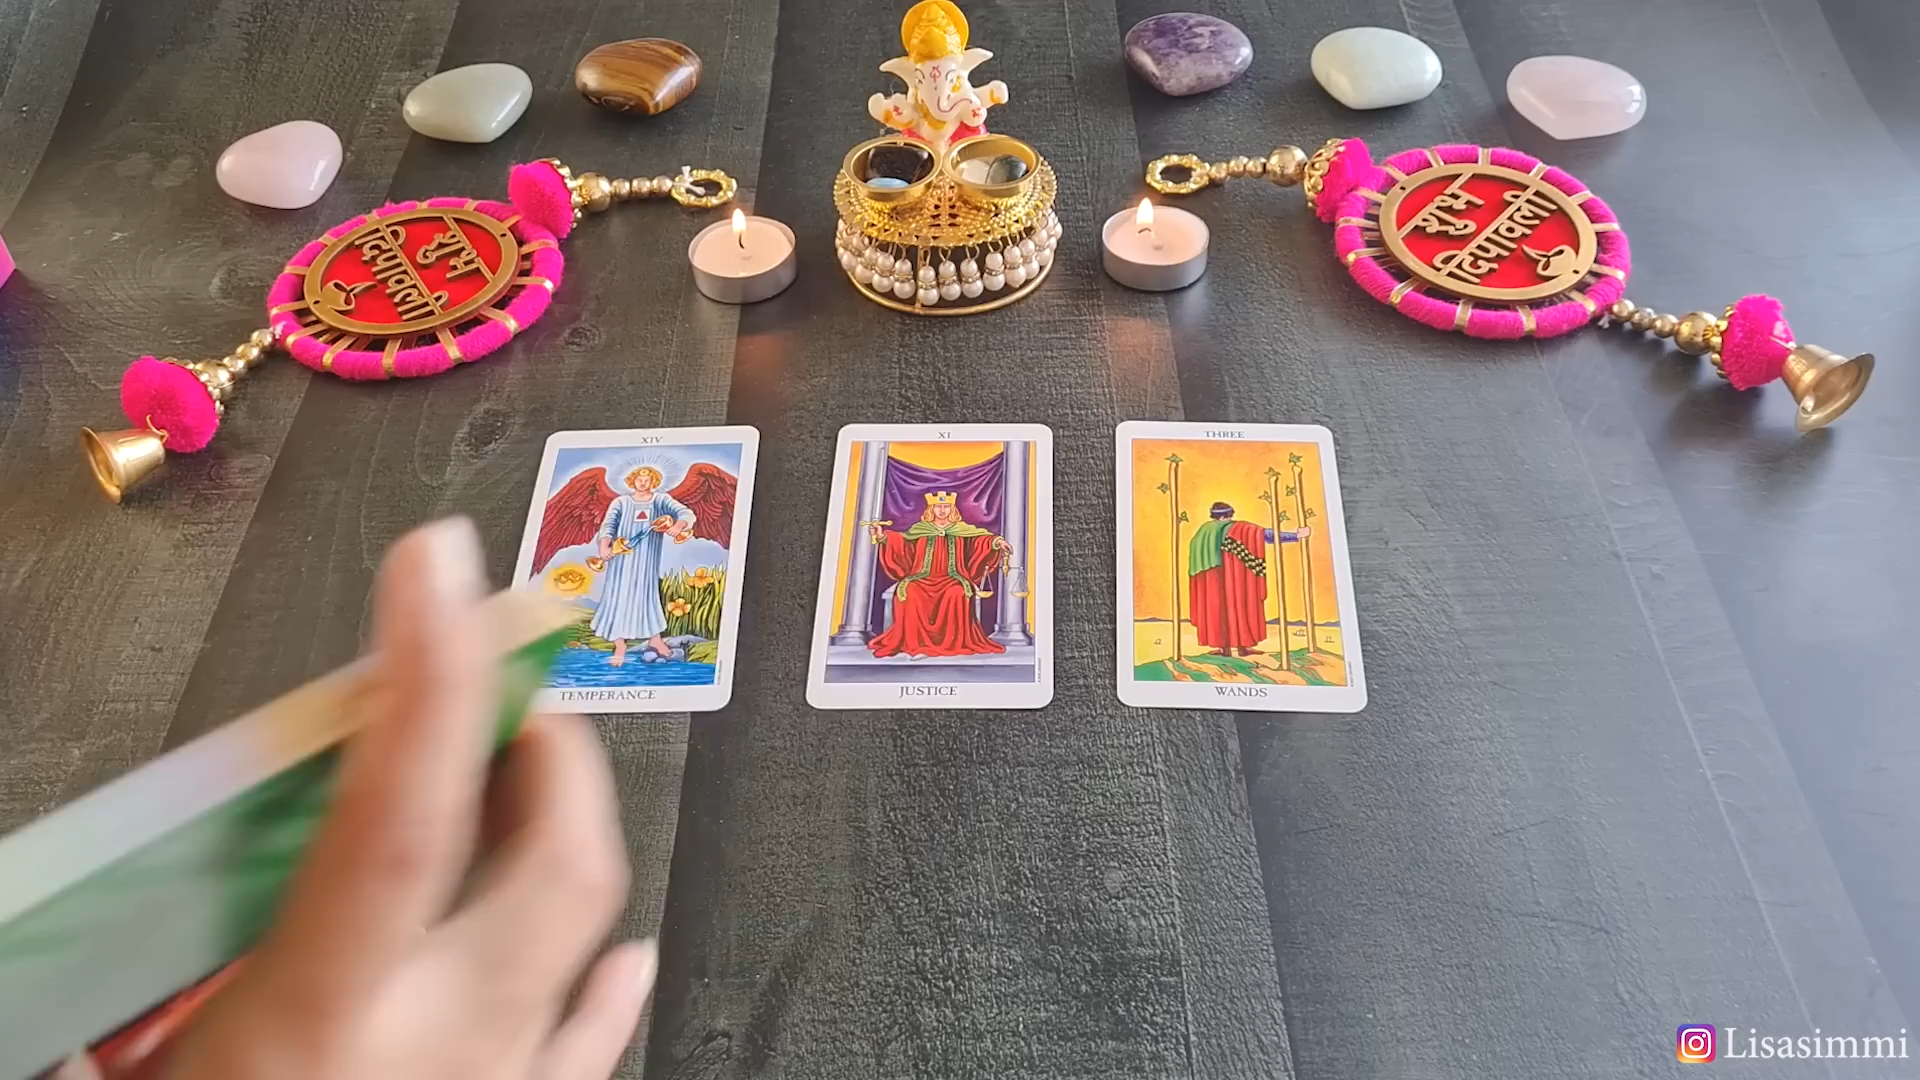 शुभ
दिपावली
शुभ
दिपावली
XIV
TEMPERANCE
XI
JUSTICE
THREE
WANDS
Lisasimmi